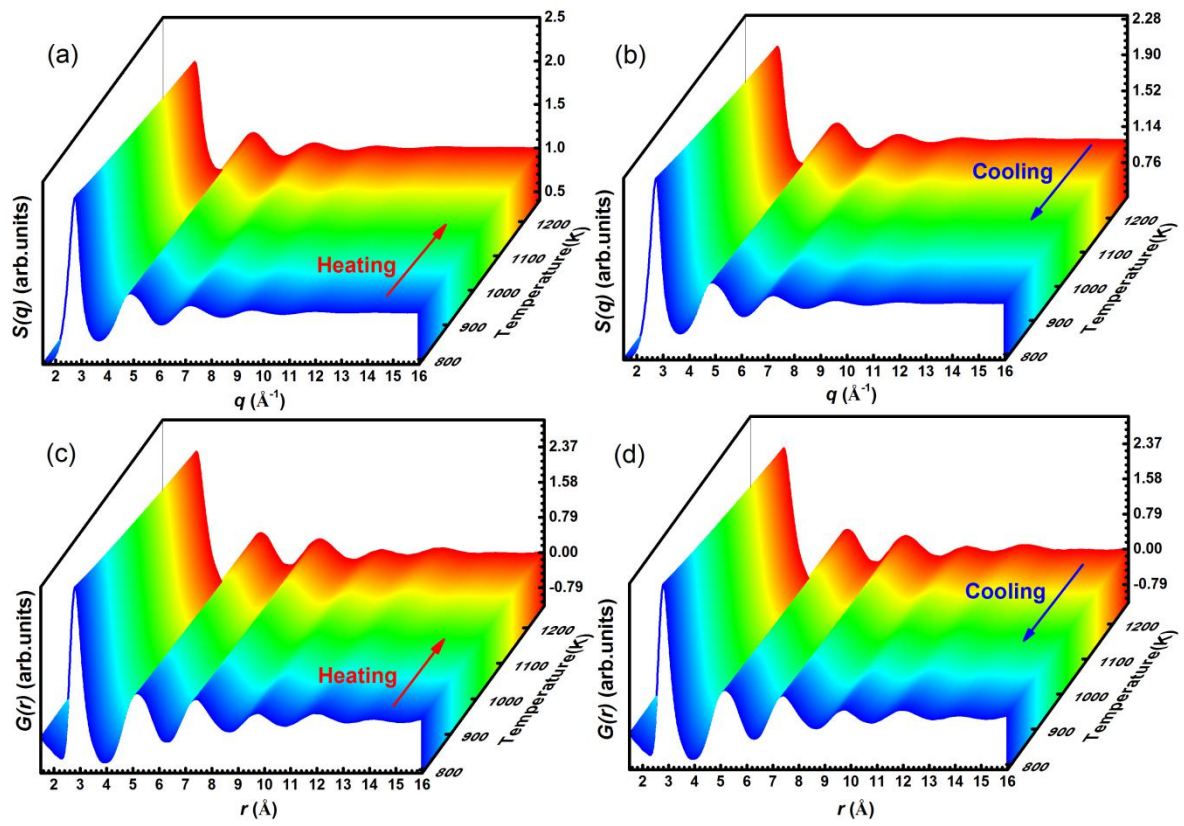 (a)
2.5
2.0
1.5
1.0
0.5
S(q) (arb.units)
Heating
1200
1100
1000
900
800
Temperature(K)
2 3 4 5 6 7 8 9 10 11 12 13 14 15 16
q (Å⁻¹)
(b)
2.28
1.90
1.52
1.14
0.76
S(q) (arb.units)
Cooling
1200
1100
1000
900
800
Temperature(K)
2 3 4 5 6 7 8 9 10 11 12 13 14 15 16
q (Å⁻¹)
(c)
2.37
1.58
0.79
0.00
-0.79
G(r) (arb.units)
Heating
1200
1100
1000
900
800
Temperature(K)
2 3 4 5 6 7 8 9 10 11 12 13 14 15 16
r (Å)
(d)
2.37
1.58
0.79
0.00
-0.79
G(r) (arb.units)
Cooling
1200
1100
1000
900
800
Temperature(K)
2 3 4 5 6 7 8 9 10 11 12 13 14 15 16
r (Å)